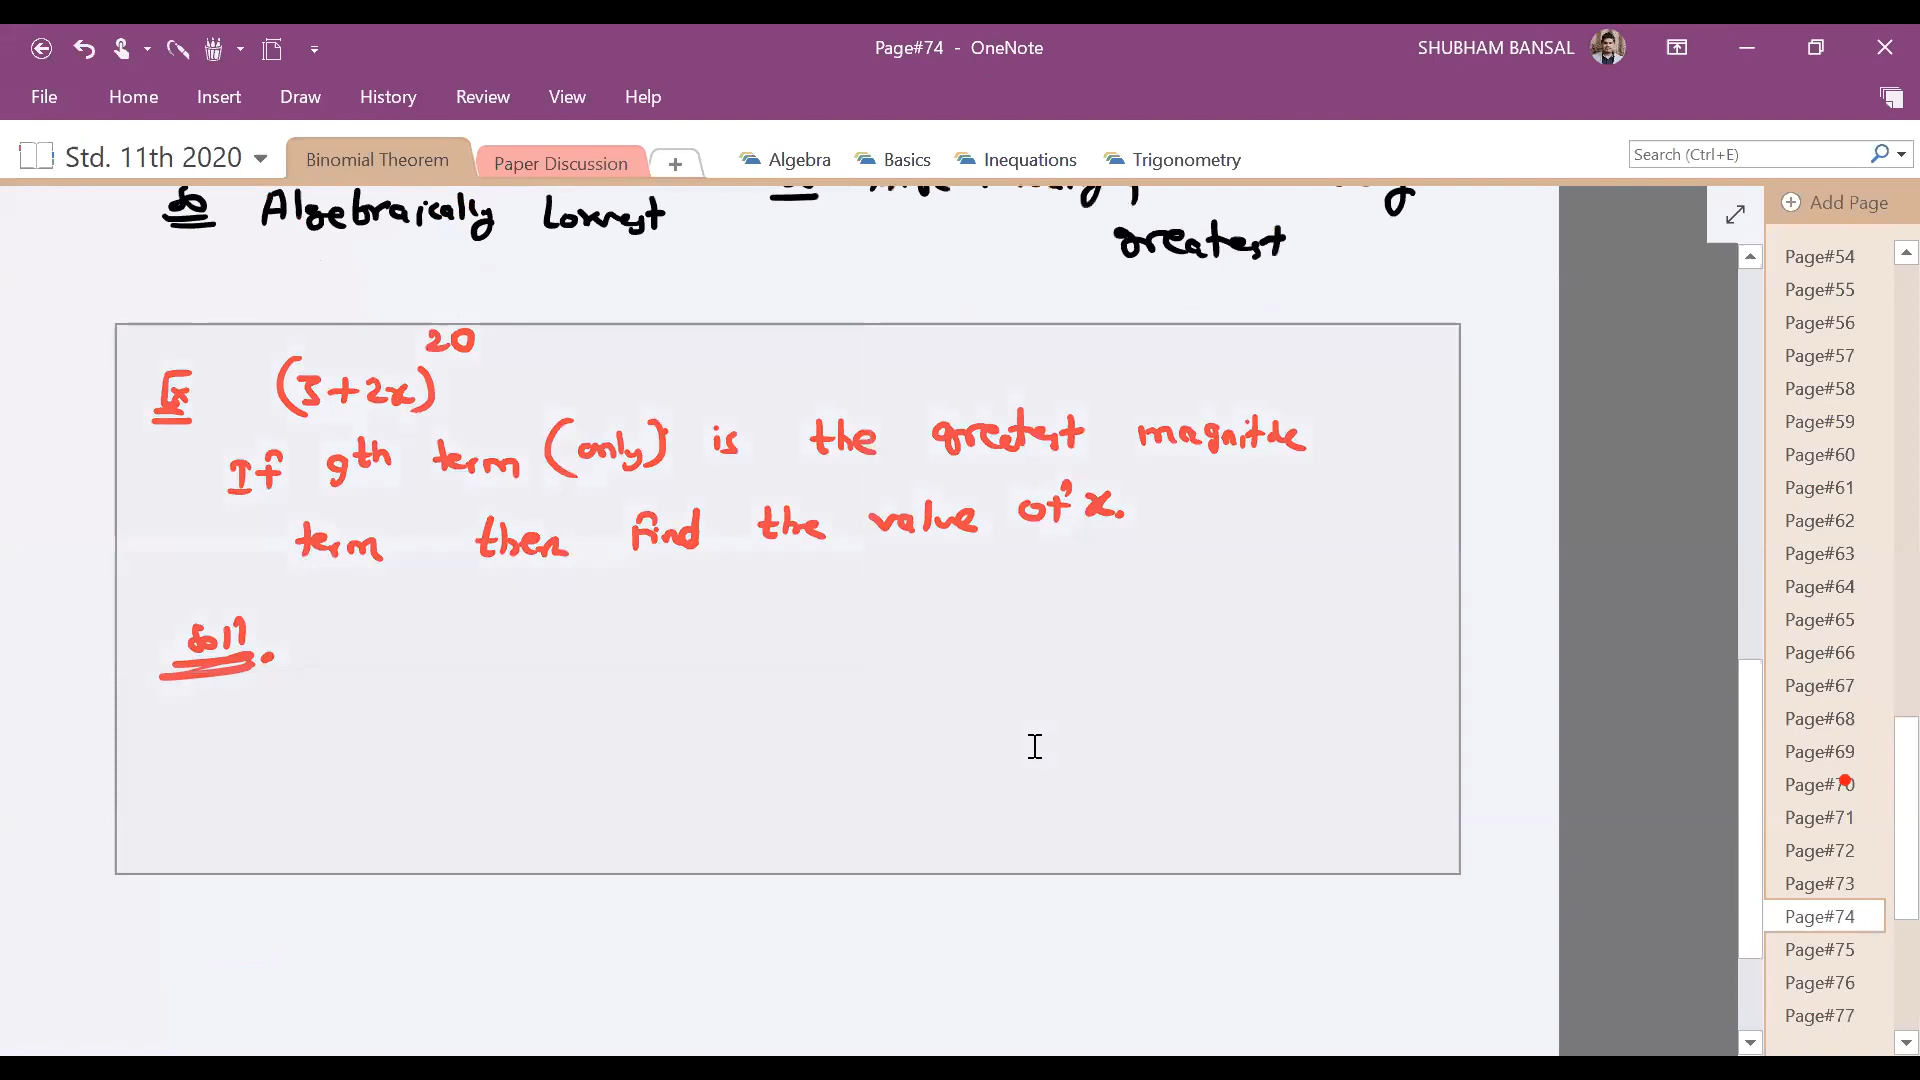 Page#74 - OneNote
SHUBHAM BANSAL
File Home Insert Draw History Review View Help
Std. 11th 2020
Binomial Theorem
Paper Discussion
+
Algebra
Basics
Inequations
Trigonometry
Search (Ctrl+E)
so Algebraically Lowest
greatest
Ex (3+2x)^20
If 9th term (only) is the greatest magnitde
term then find the value of x.
solⁿ.
Add Page
Page#54
Page#55
Page#56
Page#57
Page#58
Page#59
Page#60
Page#61
Page#62
Page#63
Page#64
Page#65
Page#66
Page#67
Page#68
Page#69
Page#70
Page#71
Page#72
Page#73
Page#74
Page#75
Page#76
Page#77